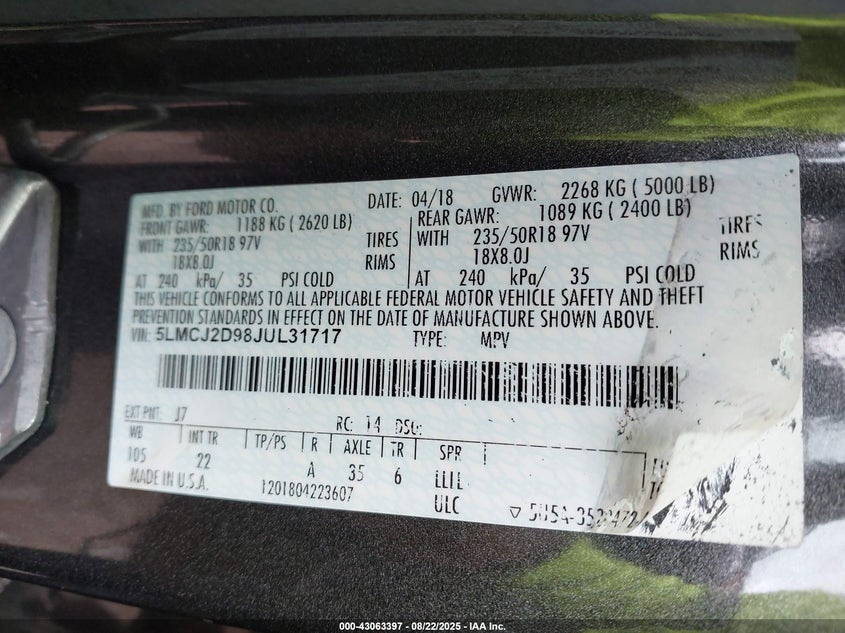 MFD. BY FORD MOTOR CO. DATE: 04/18 GVWR: 2268 KG ( 5000 LB)
FRONT GAWR: 1188 KG ( 2620 LB) REAR GAWR: 1089 KG ( 2400 LB)
WITH 235/50R18 97V TIRES WITH 235/50R18 97V TIRES
18X8.0J RIMS 18X8.0J RIMS
AT 240 kPa/ 35 PSI COLD AT 240 kPa/ 35 PSI COLD
THIS VEHICLE CONFORMS TO ALL APPLICABLE FEDERAL MOTOR VEHICLE SAFETY AND THEFT
PREVENTION STANDARDS IN EFFECT ON THE DATE OF MANUFACTURE SHOWN ABOVE.
VIN: 5LMCJ2D98JUL31717 TYPE: MPV
EXT PNT: J7 RC: 14 DSO:
WB INT TR TP/PS R AXLE TR SPR
105 22 A 35 6
MADE IN U.S.A. 1201804223607 ULC
000-43063397 - 08/22/2025 - IAA Inc.